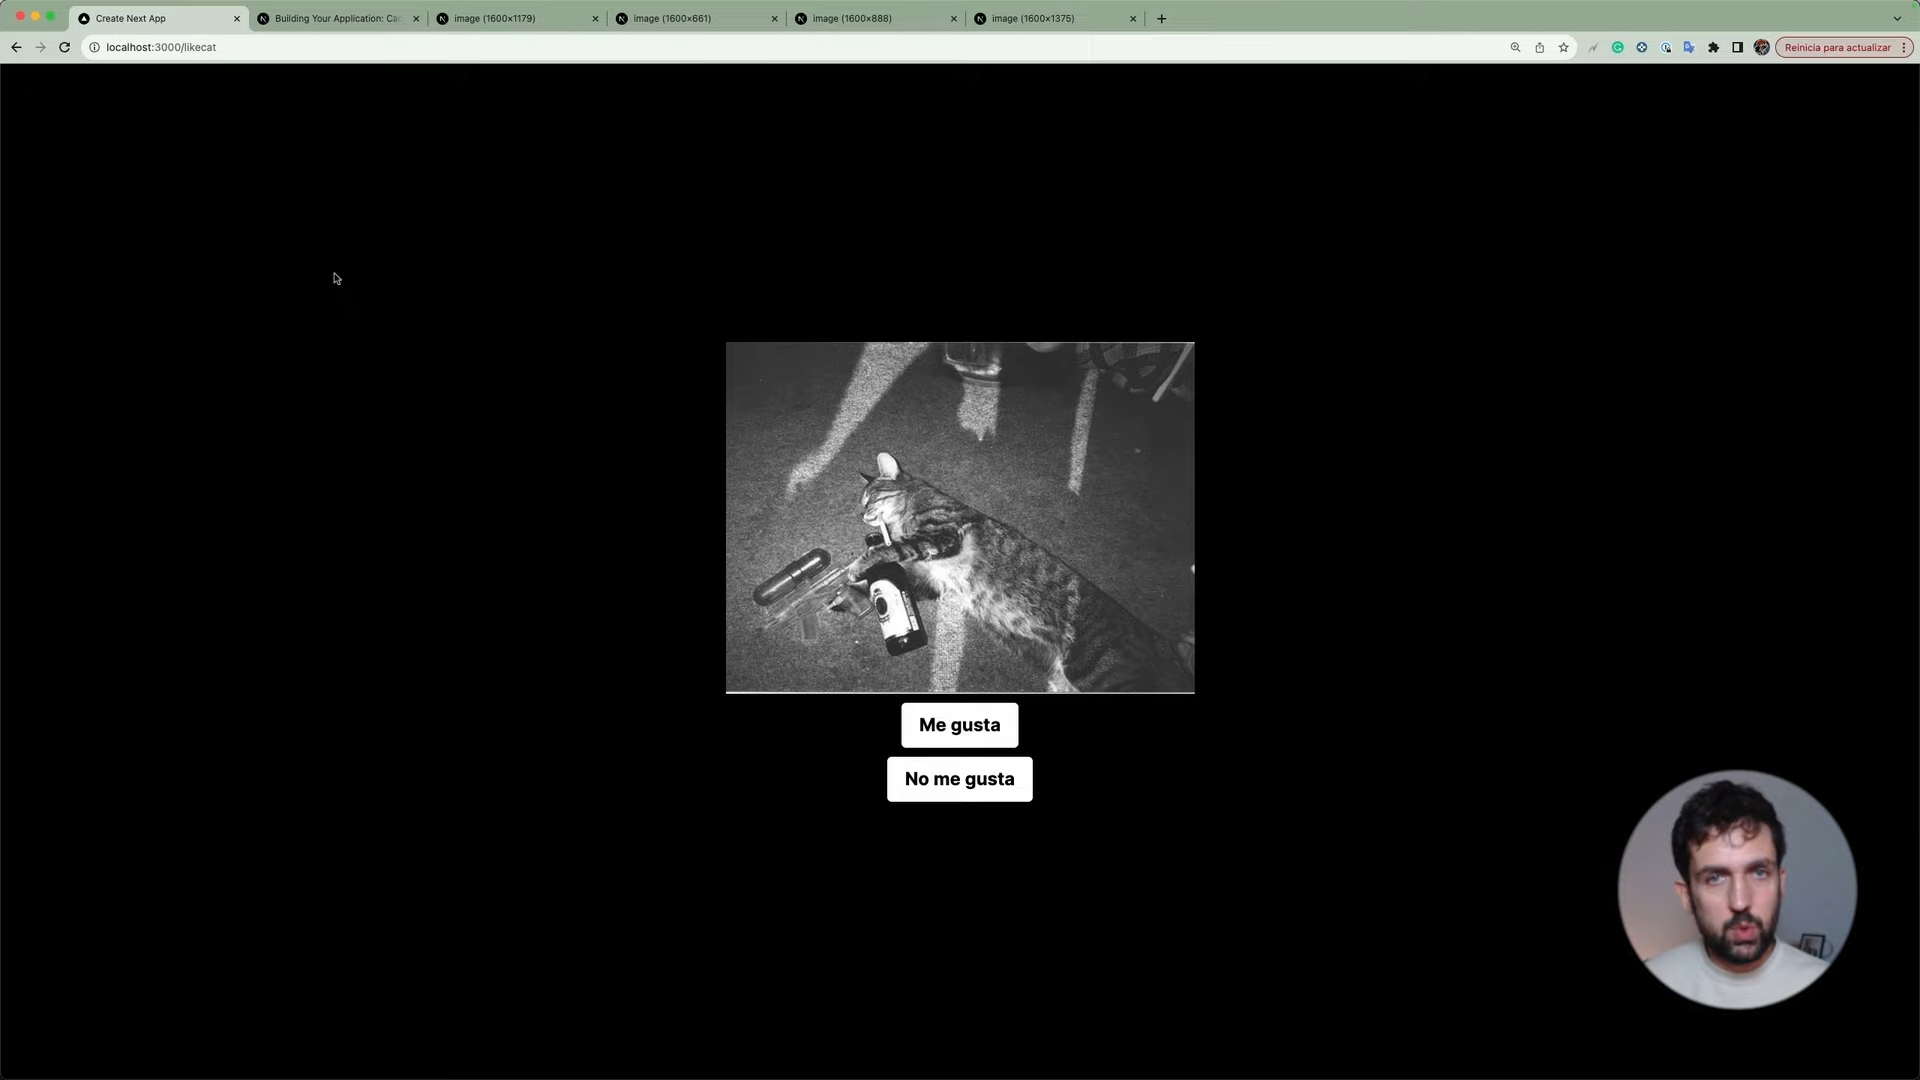 Create Next App
Building Your Application: Cac
image (1600×1179)
image (1600×661)
image (1600×888)
image (1600×1375)
localhost:3000/likecat
Reinicia para actualizar
Me gusta
No me gusta